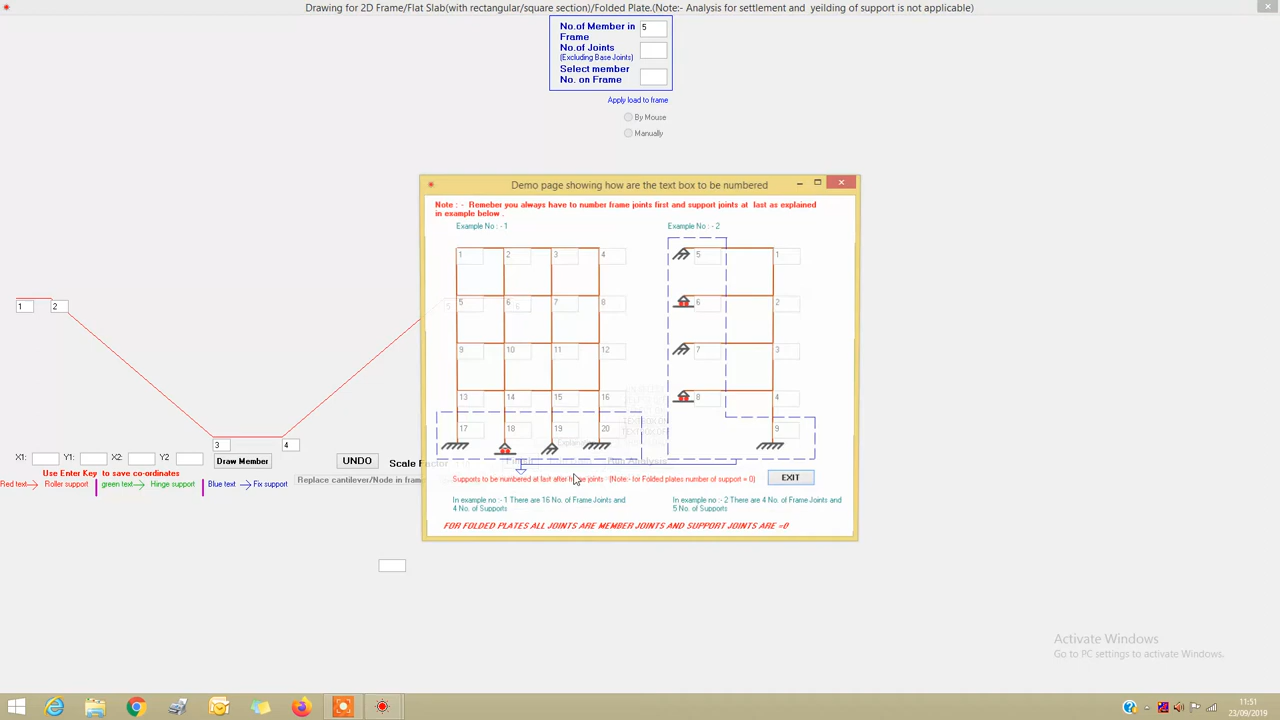 Drawing for 2D Frame/Flat Slab(with rectangular/square section)/Folded Plate.(Note:- Analysis for settlement and yeilding of support is not applicable)
No.of Member in Frame
5
No.of Joints
(Excluding Base Joints)
Select member No. on Frame
Apply load to frame
By Mouse
Manually
Demo page showing how are the text box to be numbered
Note : - Remeber you always have to number frame joints first and support joints at last as explained
in example below .
Example No : - 1
Example No : - 2
1 2 3 4
5 6 7 8
9 10 11 12
13 14 15 16
17 18 19 20
5 1
6 2
7 3
8 4
9
Supports to be niumbered at last after frame joints - (Note:- for Folded plates number of support = 0)
EXIT
In example no :- 1 There are 16 No. of Frame Joints and
4 No. of Supports
In example no :- 2 There are 4 No. of Frame Joints and
5 No. of Supports
FOR FOLDED PLATES ALL JOINTS ARE MEMBER JOINTS AND SUPPORT JOINTS ARE =0
1 2
3 4
X1: Y1: X2: Y2
Draw Member
UNDO
Scale Factor
Use Enter Key to save co-ordinates
Red text Roller support green text Hinge support Blue text Fix support
Replace cantilever/Node in fram
Activate Windows
Go to PC settings to activate Windows.
11:51
23/09/2019